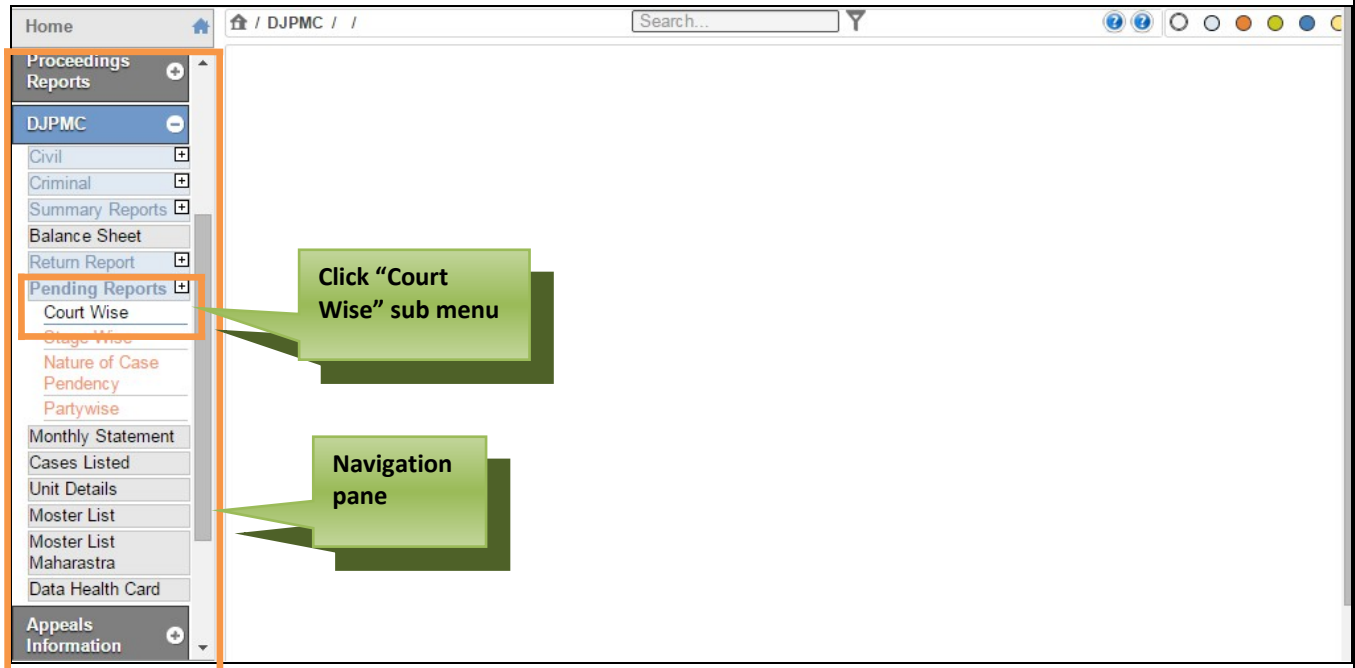 Home
/ DJPMC / /
Search...
Proceedings
Reports
DJPMC
Civil
Criminal
Summary Reports
Balance Sheet
Return Report
Pending Reports
Court Wise
Stage Wise
Nature of Case
Pendency
Partywise
Monthly Statement
Cases Listed
Unit Details
Moster List
Moster List
Maharastra
Data Health Card
Appeals
Information
Click “Court
Wise” sub menu
Navigation
pane